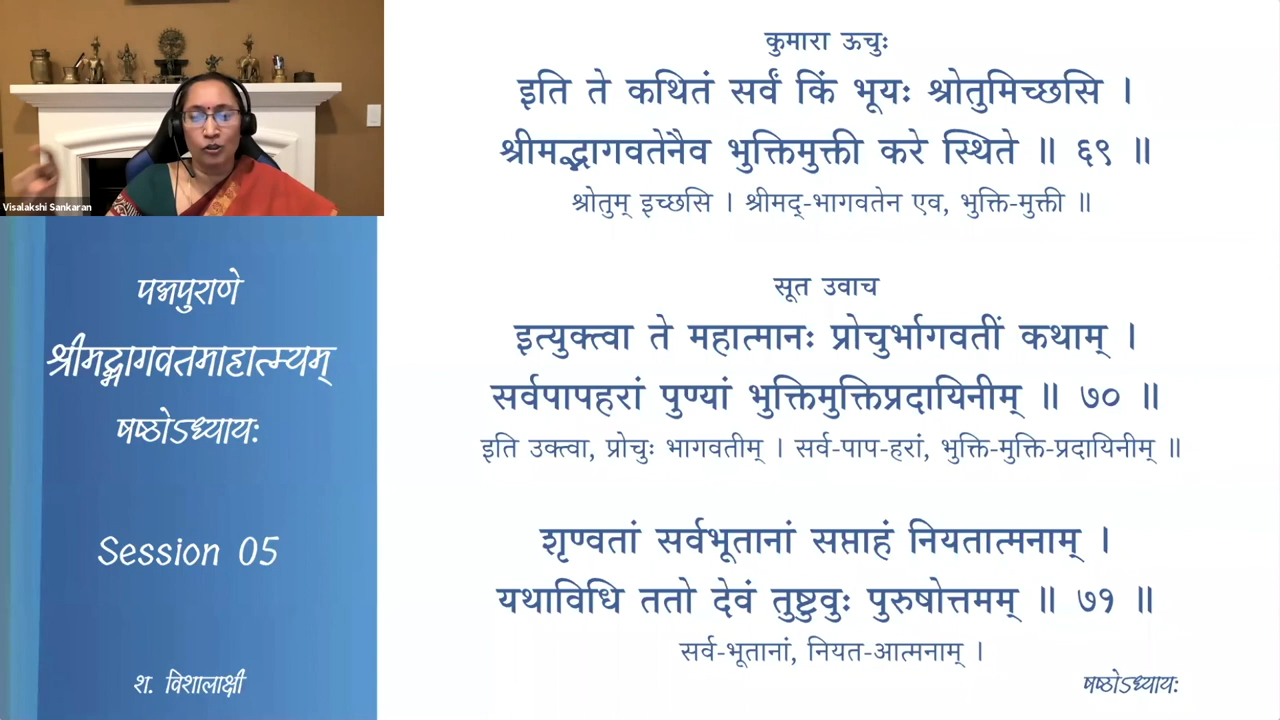 Visalakshi Sankaran
पद्मपुराणे
श्रीमद्भागवतमाहात्म्यम्
षष्ठोऽध्यायः
Session 05
श. विशालाक्षी
कुमारा ऊचुः
इति ते कथितं सर्वं किं भूयः श्रोतुमिच्छसि ।
श्रीमद्भागवतेनैव भुक्तिमुक्ती करे स्थिते ॥ ६९ ॥
श्रोतुम् इच्छसि । श्रीमद्-भागवतेन एव, भुक्ति-मुक्ती ॥
सूत उवाच
इत्युक्त्वा ते महात्मानः प्रोचुर्भागवतीं कथाम् ।
सर्वपापहरां पुण्यां भुक्तिमुक्तिप्रदायिनीम् ॥ ७० ॥
इति उक्त्वा, प्रोचुः भागवतीम् । सर्व-पाप-हरां, भुक्ति-मुक्ति-प्रदायिनीम् ॥
शृण्वतां सर्वभूतानां सप्ताहं नियतात्मनाम् ।
यथाविधि ततो देवं तुष्टुवुः पुरुषोत्तमम् ॥ ७१ ॥
सर्व-भूतानां, नियत-आत्मनाम् ।
षष्ठोऽध्यायः